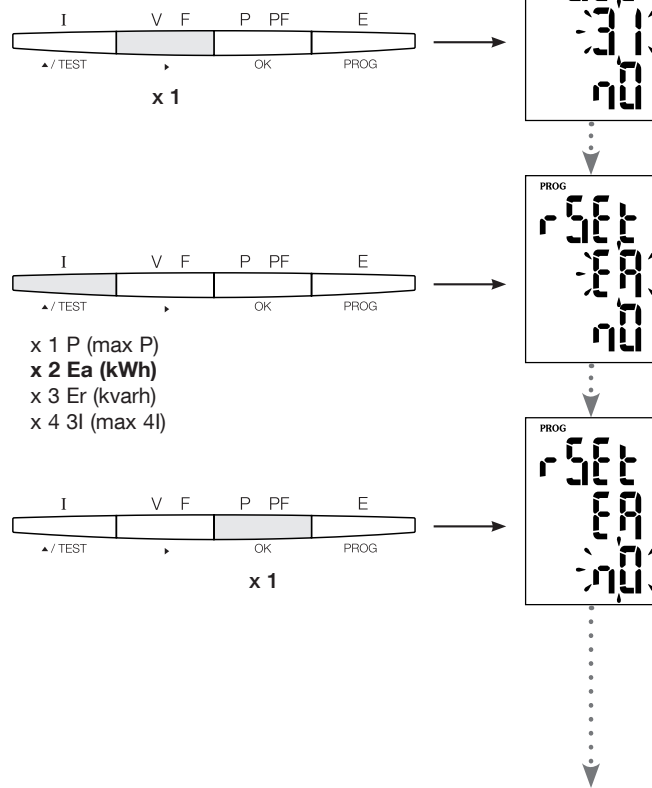 I V F P PF E
▲ / TEST ▸ OK PROG
x 1
3I
nO
PROG
rSEt
EA
nO
I V F P PF E
▲ / TEST ▸ OK PROG
x 1 P (max P)
x 2 Ea (kWh)
x 3 Er (kvarh)
x 4 3I (max 4I)
PROG
rSEt
EA
nO
I V F P PF E
▲ / TEST ▸ OK PROG
x 1